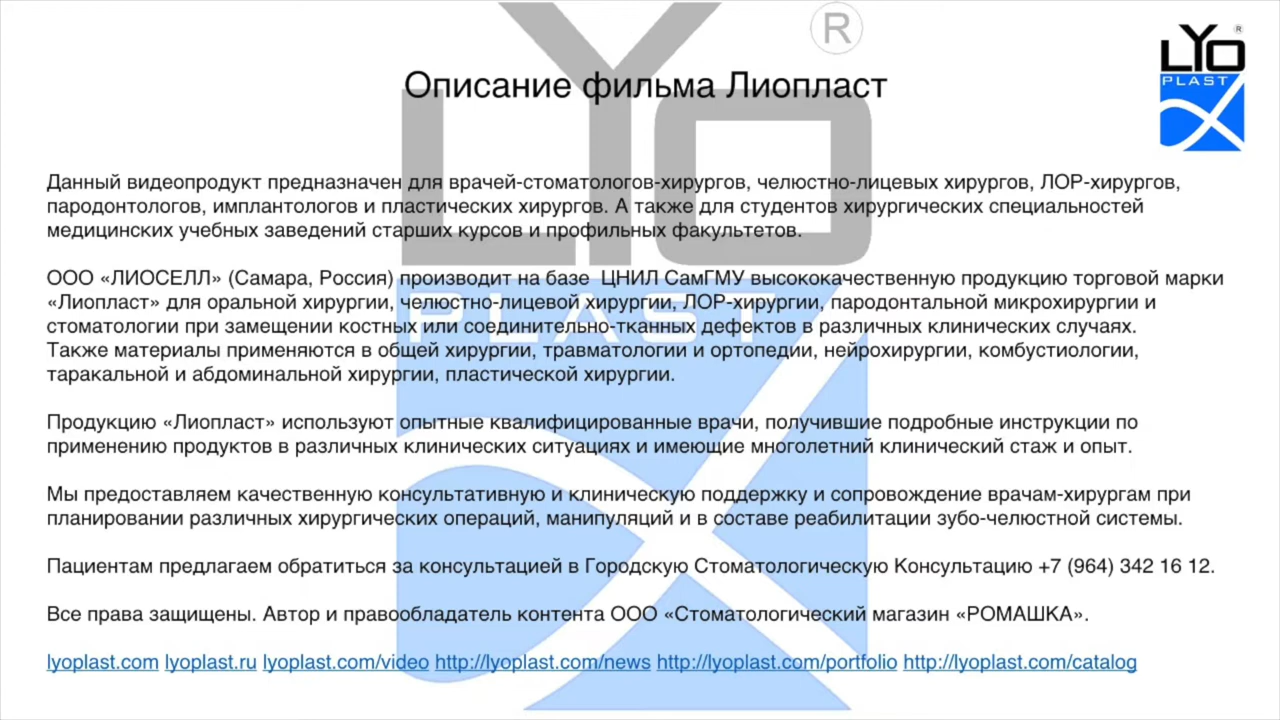 LYO
PLAST
®
Описание фильма Лиопласт
LYO
PLAST
®
Данный видеопродукт предназначен для врачей-стоматологов-хирургов, челюстно-лицевых хирургов, ЛОР-хирургов,
пародонтологов, имплантологов и пластических хирургов. А также для студентов хирургических специальностей
медицинских учебных заведений старших курсов и профильных факультетов.
ООО «ЛИОСЕЛЛ» (Самара, Россия) производит на базе ЦНИЛ СамГМУ высококачественную продукцию торговой марки
«Лиопласт» для оральной хирургии, челюстно-лицевой хирургии, ЛОР-хирургии, пародонтальной микрохирургии и
стоматологии при замещении костных или соединительно-тканных дефектов в различных клинических случаях.
Также материалы применяются в общей хирургии, травматологии и ортопедии, нейрохирургии, комбустиологии,
таракальной и абдоминальной хирургии, пластической хирургии.
Продукцию «Лиопласт» используют опытные квалифицированные врачи, получившие подробные инструкции по
применению продуктов в различных клинических ситуациях и имеющие многолетний клинический стаж и опыт.
Мы предоставляем качественную консультативную и клиническую поддержку и сопровождение врачам-хирургам при
планировании различных хирургических операций, манипуляций и в составе реабилитации зубо-челюстной системы.
Пациентам предлагаем обратиться за консультацией в Городскую Стоматологическую Консультацию +7 (964) 342 16 12.
Все права защищены. Автор и правообладатель контента ООО «Стоматологический магазин «РОМАШКА».
lyoplast.com lyoplast.ru lyoplast.com/video http://lyoplast.com/news http://lyoplast.com/portfolio http://lyoplast.com/catalog